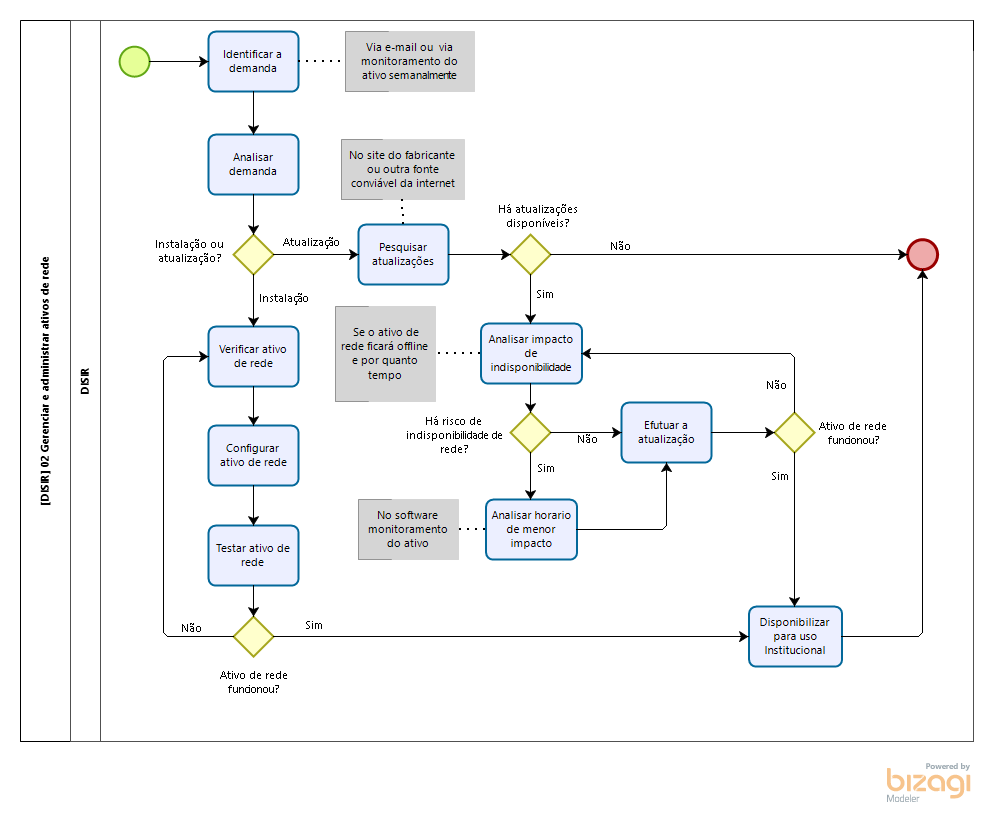 [DISIR] 02 Gerenciar e administrar ativos de rede
DISIR
Identificar a
demanda
Via e-mail ou  via
monitoramento do
ativo semanalmente
Analisar
demanda
No site do fabricante
ou outra fonte
conviável da internet
Instalação ou
atualização?
Atualização
Pesquisar
atualizações
Há atualizações
disponíveis?
Não
Sim
Instalação
Verificar ativo
de rede
Se o ativo de
rede ficará offline
e por quanto
tempo
Analisar impacto
de
indisponibilidade
Não
Há risco de
indisponibilidade de
rede?
Não
Efutuar a
atualização
Ativo de rede
funcionou?
Sim
Sim
Configurar
ativo de rede
No software
monitoramento
do ativo
Analisar horario
de menor
impacto
Testar ativo de
rede
Não
Sim
Ativo de rede
funcionou?
Disponibilizar
para uso
Institucional
Powered by
bizagi
Modeler